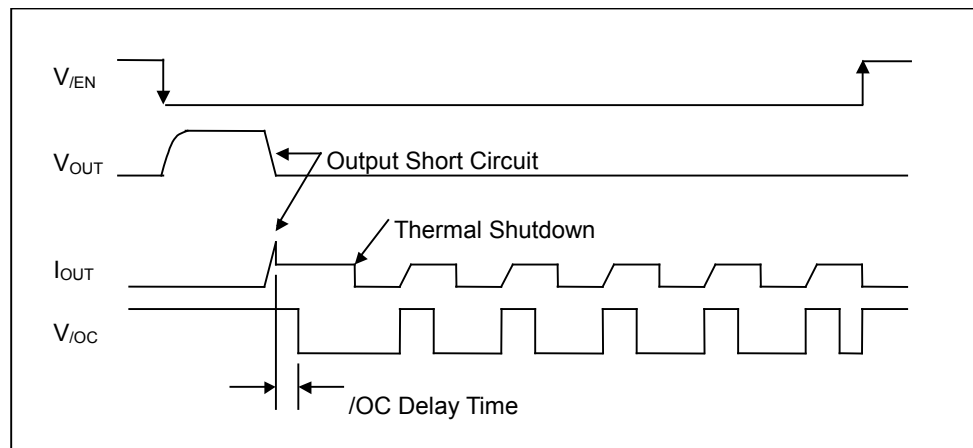 V/EN
VOUT
Output Short Circuit
Thermal Shutdown
IOUT
V/OC
/OC Delay Time